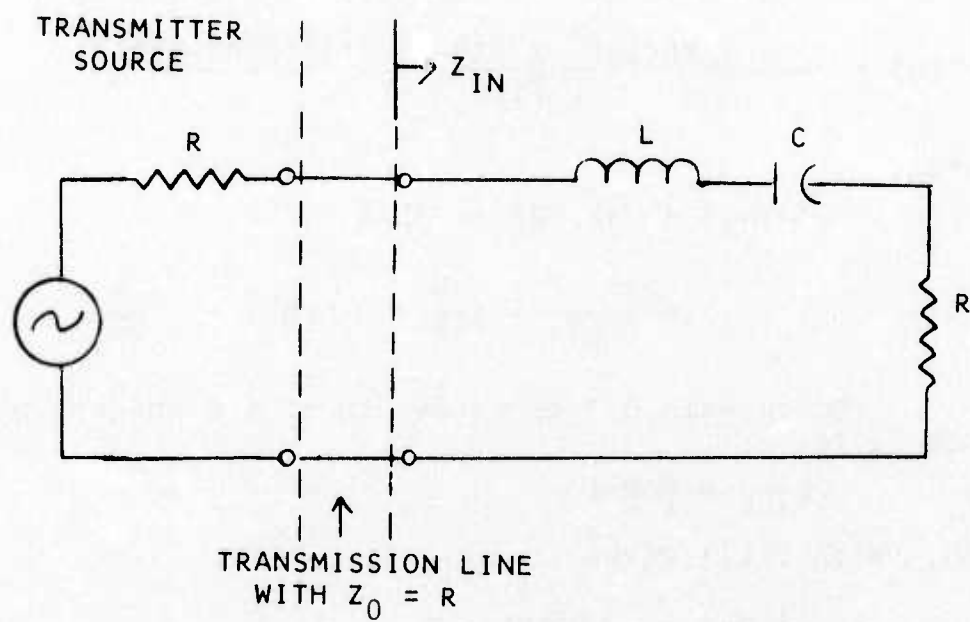 TRANSMITTER
SOURCE
Z_IN
R
L
C
R
TRANSMISSION LINE
WITH Z_0 = R